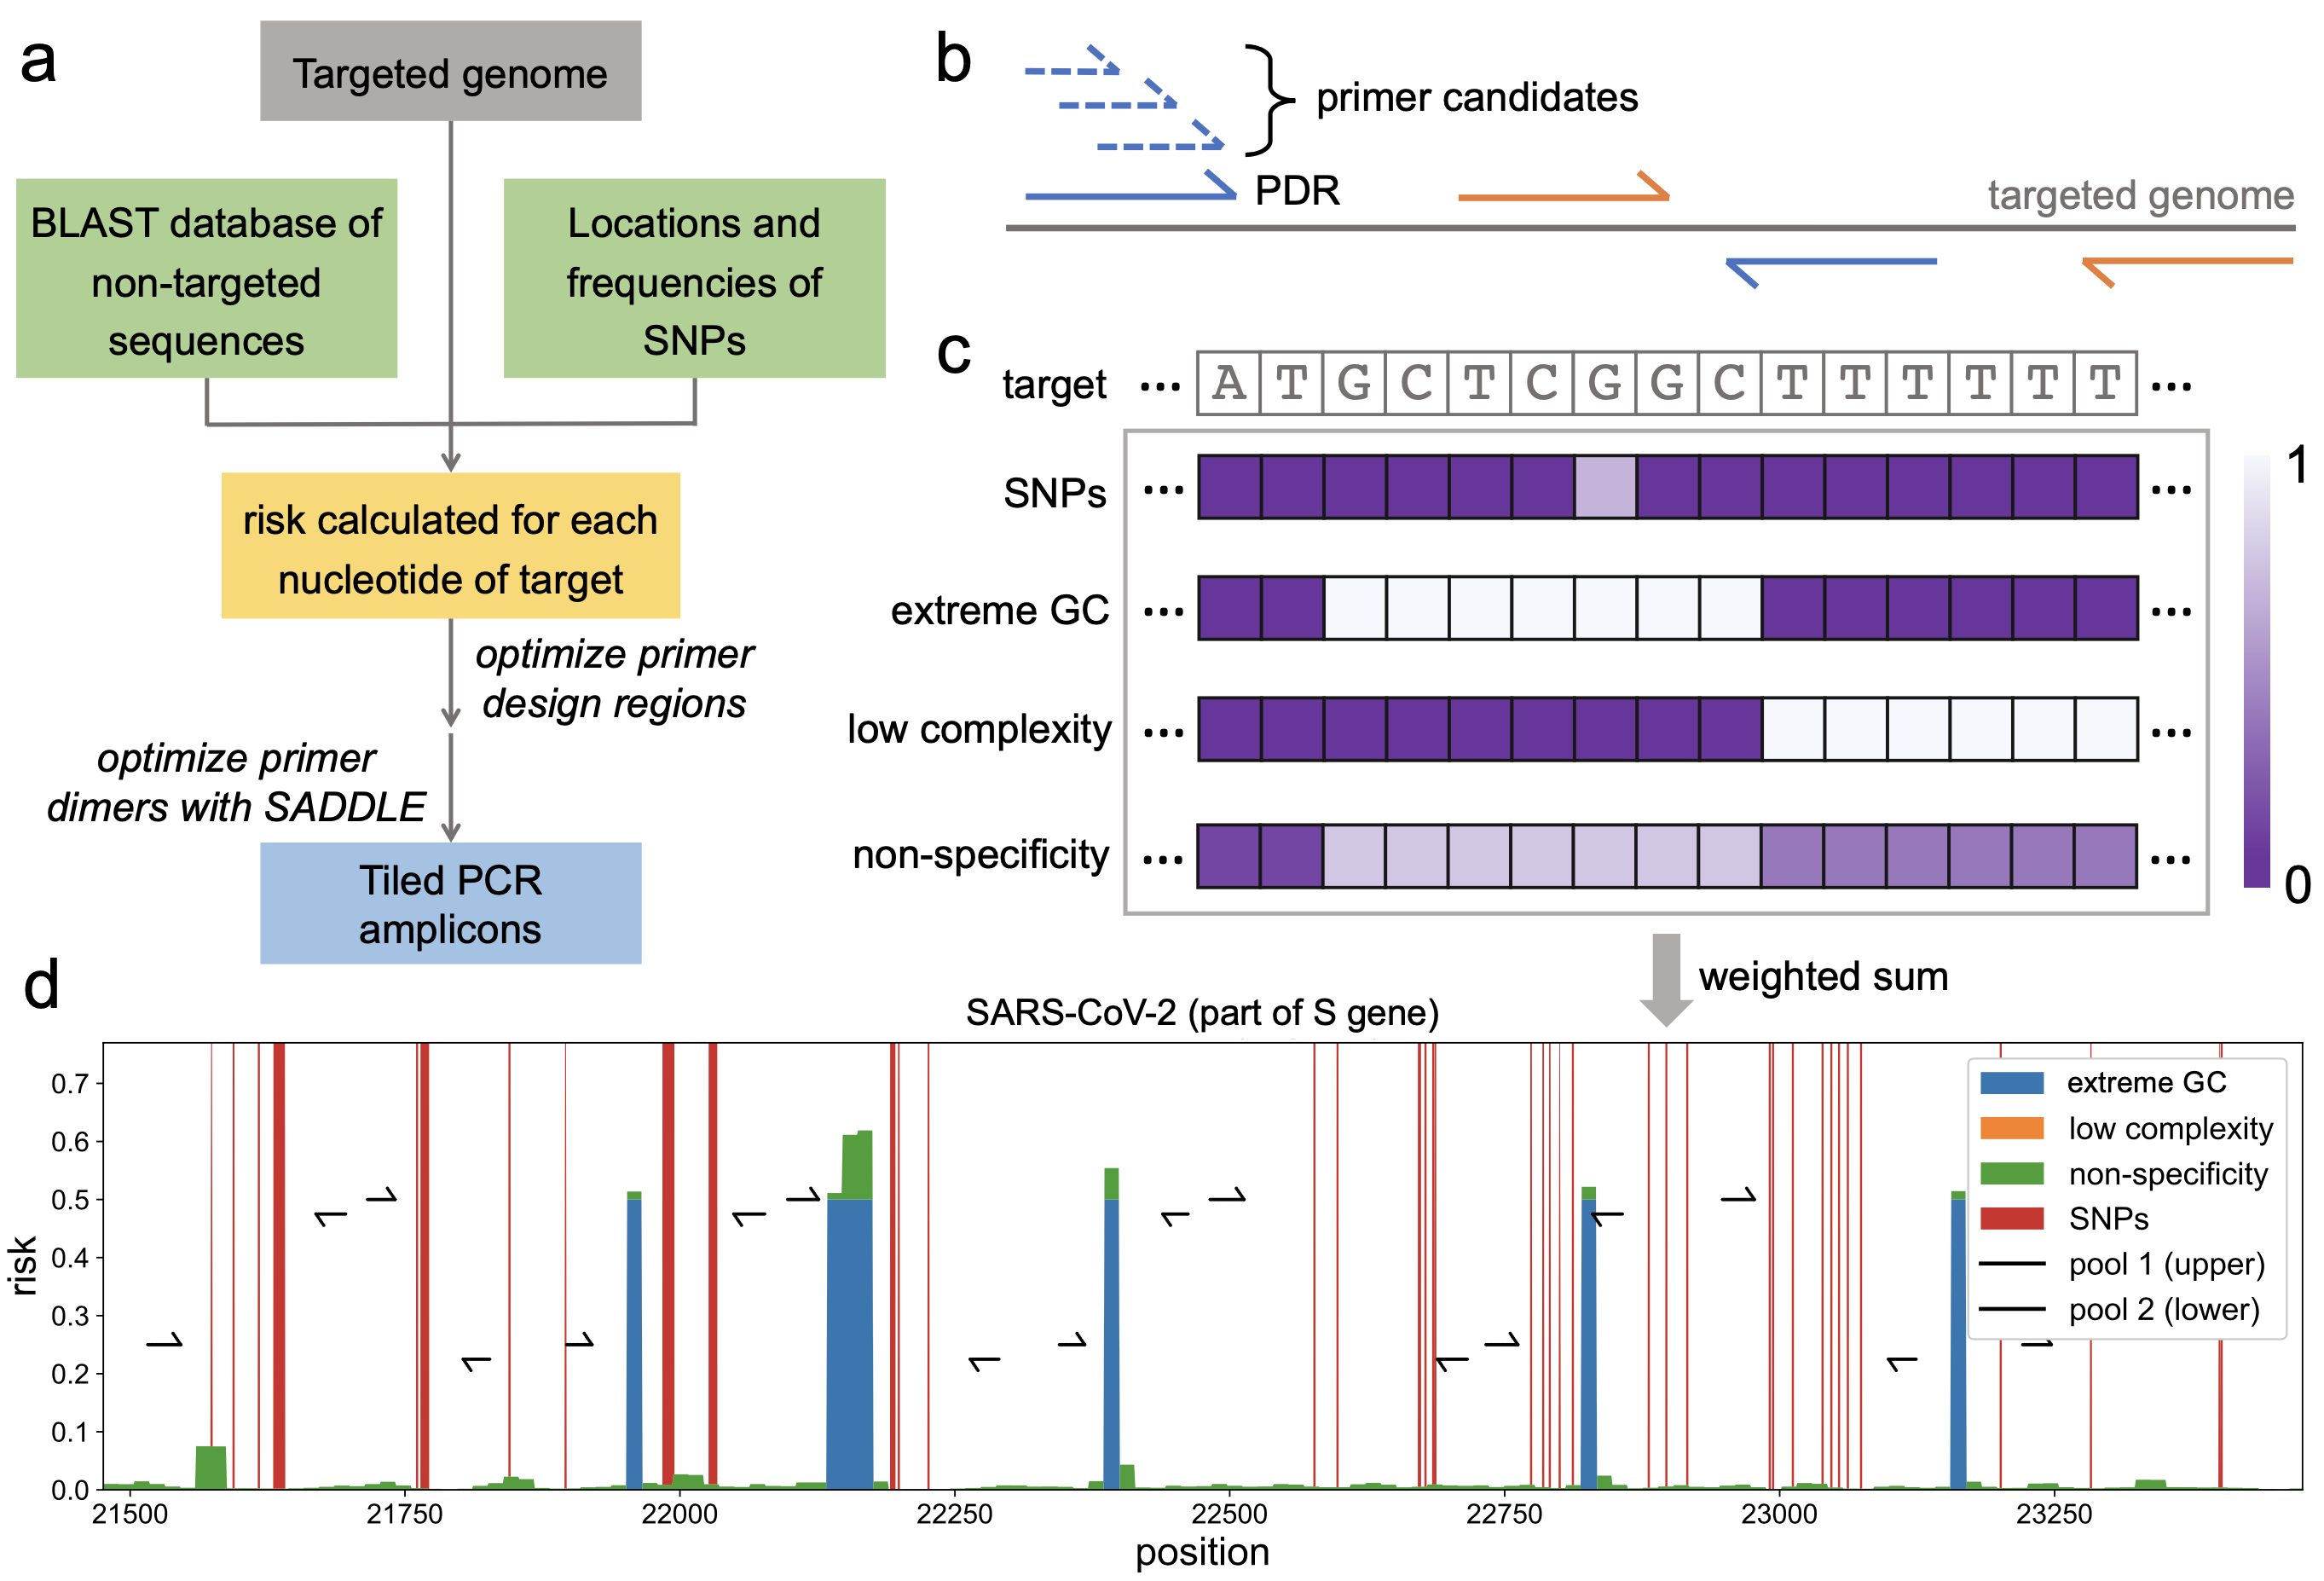 a
Targeted genome
BLAST database of
non-targeted
sequences
Locations and
frequencies of
SNPs
risk calculated for each
nucleotide of target
optimize primer
design regions
optimize primer
dimers with SADDLE
Tiled PCR
amplicons
b
primer candidates
PDR
targeted genome
c
target ... A T G C T C G G C T T T T T T ...
SNPs ... ...
extreme GC ... ...
low complexity ... ...
non-specificity ... ...
1
0
weighted sum
d
SARS-CoV-2 (part of S gene)
risk
0.7
0.6
0.5
0.4
0.3
0.2
0.1
0.0
21500 21750 22000 22250 22500 22750 23000 23250
position
extreme GC
low complexity
non-specificity
SNPs
pool 1 (upper)
pool 2 (lower)